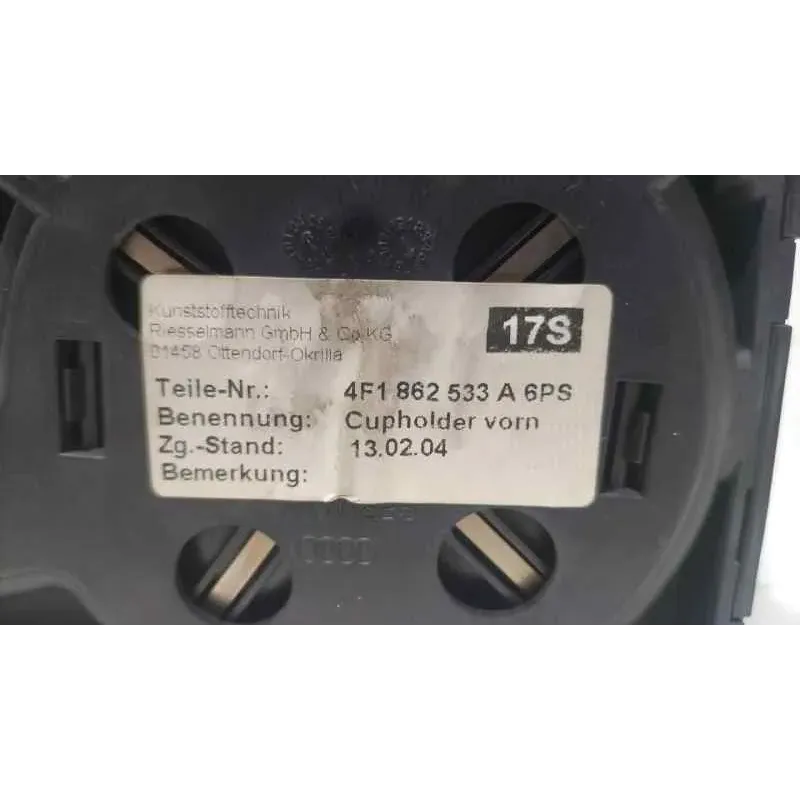 Kunststofftechnik
Riesselmann GmbH & Co.KG
01458 Ottendorf-Okrilla
17S
Teile-Nr.: 4F1 862 533 A 6PS
Benennung: Cupholder vorn
Zg.-Stand: 13.02.04
Bemerkung: